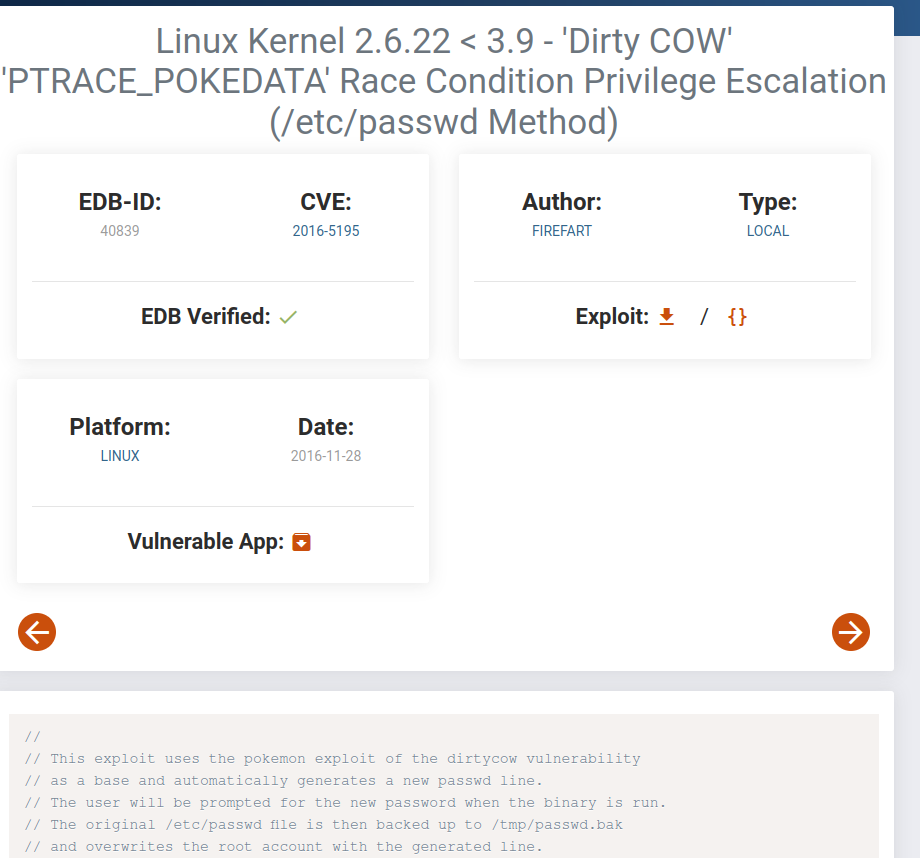 Linux Kernel 2.6.22 < 3.9 - 'Dirty COW'
'PTRACE_POKEDATA' Race Condition Privilege Escalation
(/etc/passwd Method)
EDB-ID:
40839
CVE:
2016-5195
EDB Verified:
Author:
FIREFART
Type:
LOCAL
Exploit: / {}
Platform:
LINUX
Date:
2016-11-28
Vulnerable App:
//
// This exploit uses the pokemon exploit of the dirtycow vulnerability
// as a base and automatically generates a new passwd line.
// The user will be prompted for the new password when the binary is run.
// The original /etc/passwd file is then backed up to /tmp/passwd.bak
// and overwrites the root account with the generated line.